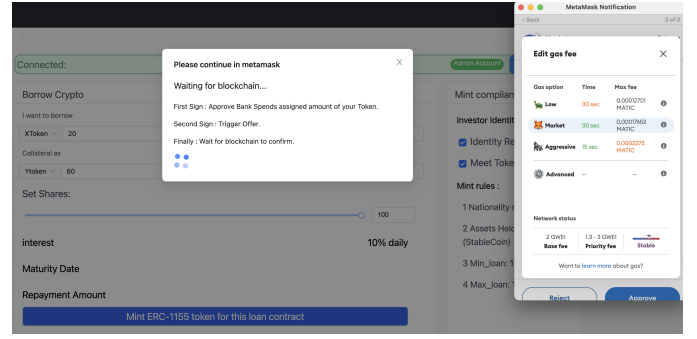 MetaMask Notification
< Back
2 of 2
Edit gas fee
Gas option Time Max fee
Low 30 sec 0.00012701 MATIC
Market 30 sec 0.00017652 MATIC
Aggressive 15 sec 0.0002275 MATIC
Advanced -- --
Network status
2 GWEI 1.3 - 3 GWEI
Base fee Priority fee Stable
Want to learn more about gas?
Reject Approve
Please continue in metamask
Waiting for blockchain...
First Sign : Approve Bank Spends assigned amount of your Token.
Second Sign : Trigger Offer.
Finally : Wait for blockchain to confirm.
Connected:
Admin Account
Borrow Crypto
I want to borrow
XToken 20
Collateral as
Ytoken 60
Set Shares:
100
interest 10% daily
Maturity Date
Repayment Amount
Mint ERC-1155 token for this loan contract
Mint complian
Investor Identit
Identity Re
Meet Toke
Mint rules :
1 Nationality r
2 Assets Held
(StableCoin)
3 Min_loan: 1
4 Max_loan: